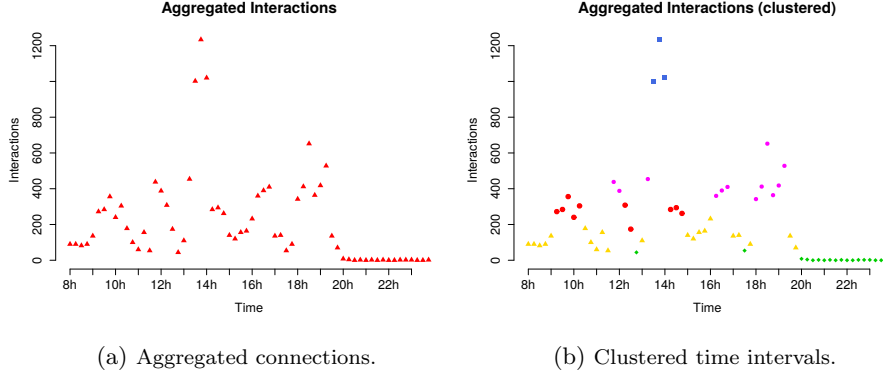 Aggregated Interactions
Interactions
0
200
400
600
800
1200
8h
10h
12h
14h
16h
18h
20h
22h
Time
(a) Aggregated connections.
Aggregated Interactions (clustered)
Interactions
0
200
400
600
800
1200
8h
10h
12h
14h
16h
18h
20h
22h
Time
(b) Clustered time intervals.